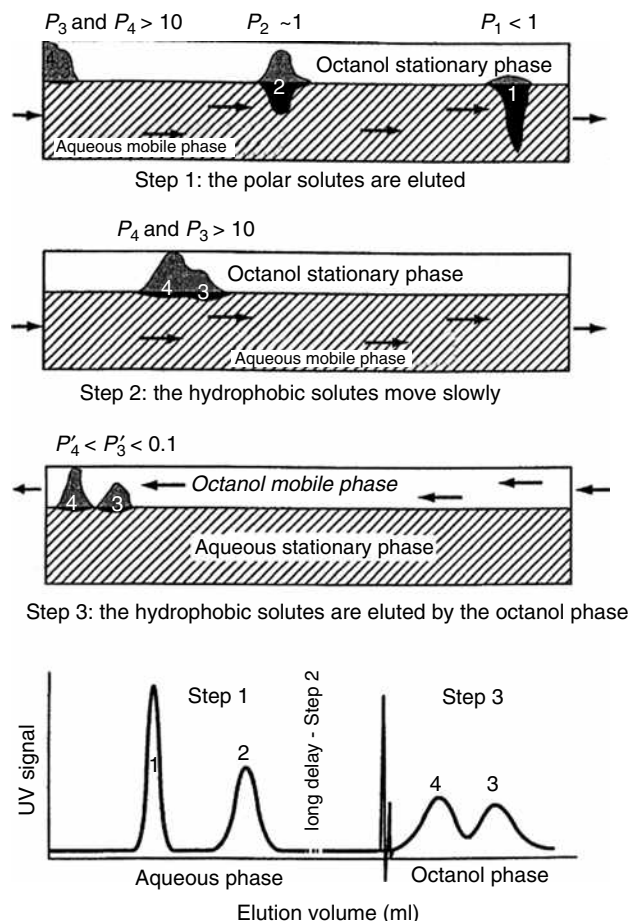 P3 and P4 > 10 P2 ~1 P1 < 1
Octanol stationary phase
4
2
1
Aqueous mobile phase
Step 1: the polar solutes are eluted
P4 and P3 > 10
Octanol stationary phase
4 3
Aqueous mobile phase
Step 2: the hydrophobic solutes move slowly
P′4 < P′3 < 0.1
Octanol mobile phase
4 3
Aqueous stationary phase
Step 3: the hydrophobic solutes are eluted by the octanol phase
UV signal
Step 1
long delay - Step 2
Step 3
1
2
4
3
Aqueous phase
Octanol phase
Elution volume (ml)